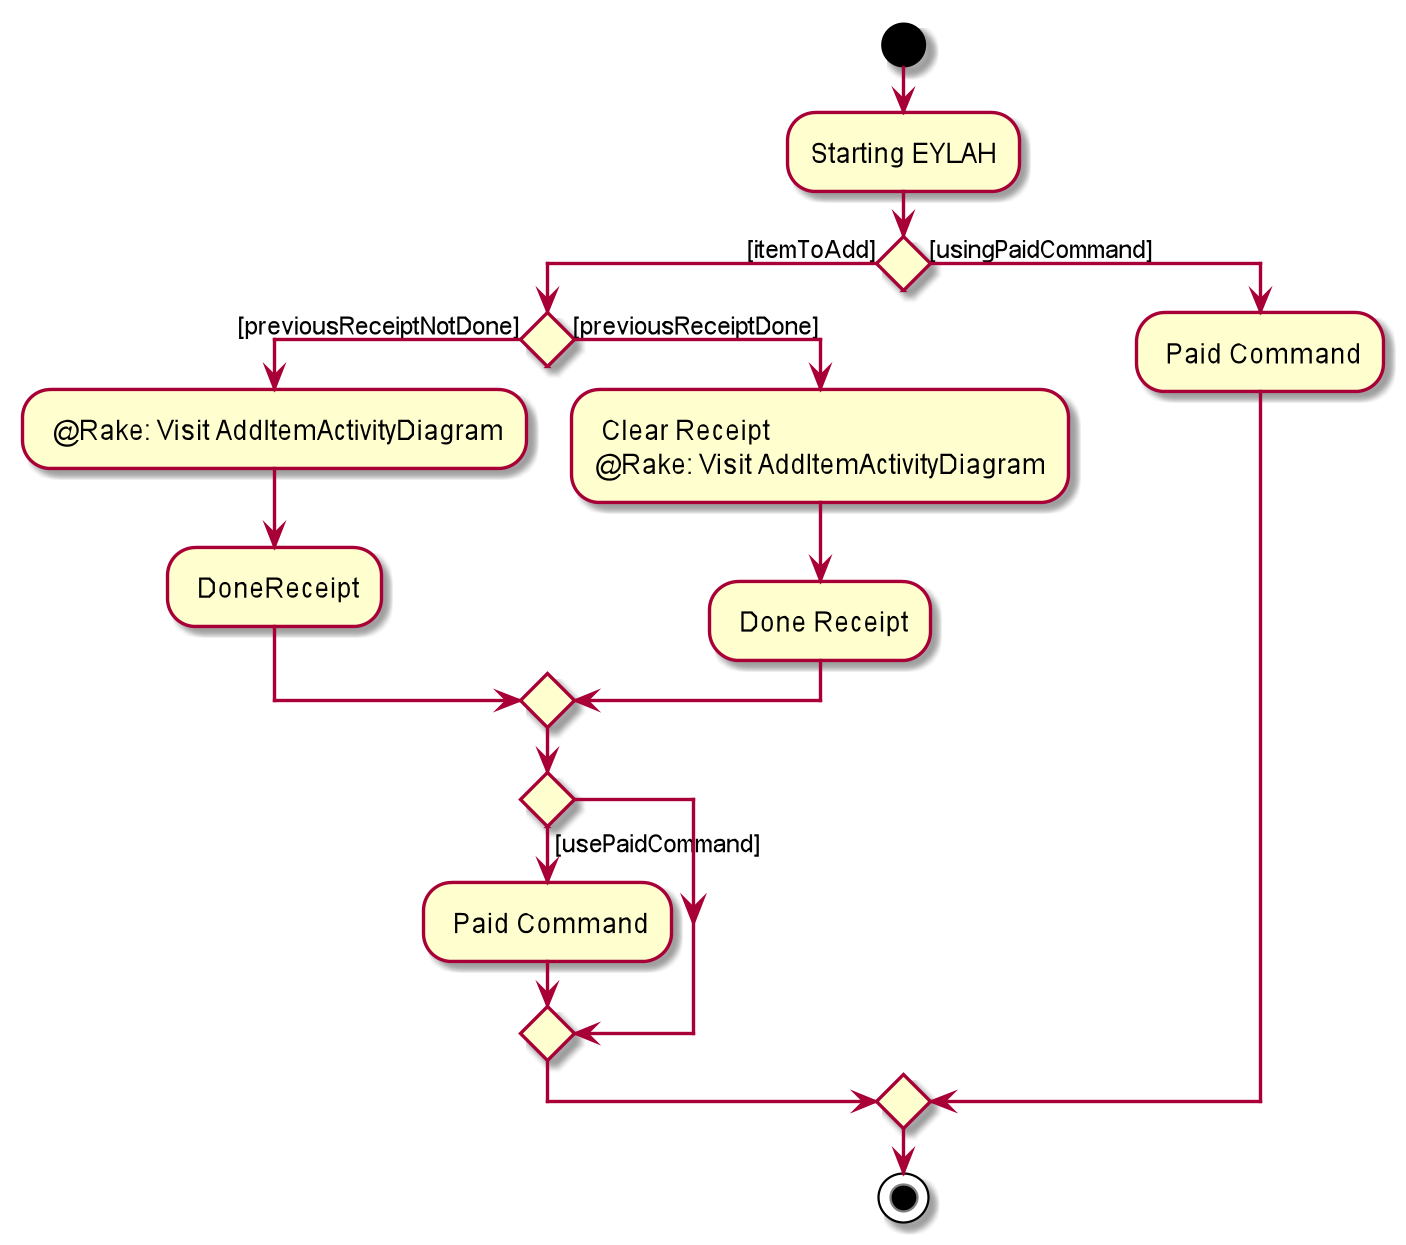 Starting EYLAH
[itemToAdd]
[usingPaidCommand]
[previousReceiptNotDone]
[previousReceiptDone]
Paid Command
@Rake: Visit AddItemActivityDiagram
Clear Receipt
@Rake: Visit AddItemActivityDiagram
DoneReceipt
Done Receipt
[usePaidCommand]
Paid Command